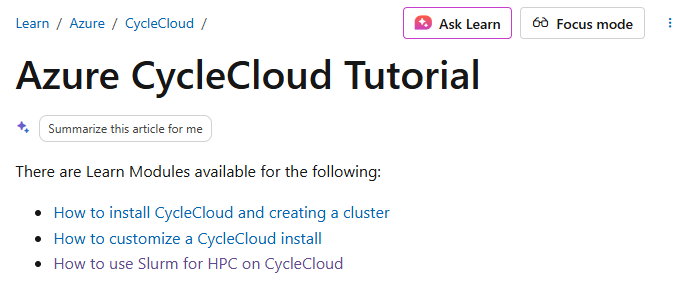 Learn / Azure / CycleCloud /
Ask Learn
Focus mode
Azure CycleCloud Tutorial
Summarize this article for me
There are Learn Modules available for the following:
How to install CycleCloud and creating a cluster
How to customize a CycleCloud install
How to use Slurm for HPC on CycleCloud